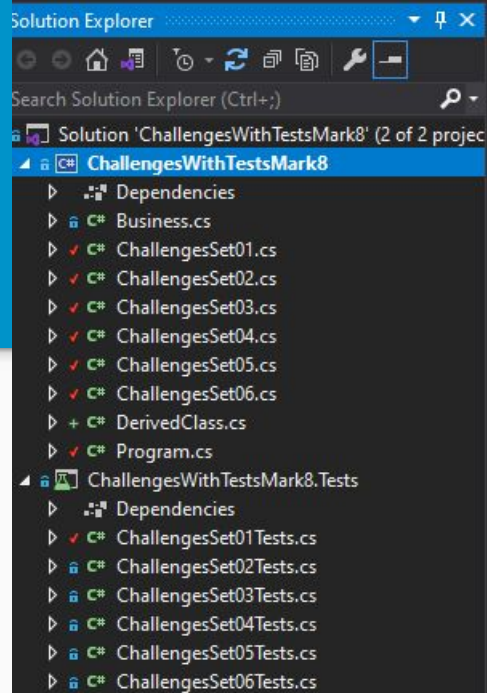 Solution Explorer
Search Solution Explorer (Ctrl+;)
Solution 'ChallengesWithTestsMark8' (2 of 2 projec
C# ChallengesWithTestsMark8
Dependencies
C# Business.cs
C# ChallengesSet01.cs
C# ChallengesSet02.cs
C# ChallengesSet03.cs
C# ChallengesSet04.cs
C# ChallengesSet05.cs
C# ChallengesSet06.cs
+ C# DerivedClass.cs
C# Program.cs
ChallengesWithTestsMark8.Tests
Dependencies
C# ChallengesSet01Tests.cs
C# ChallengesSet02Tests.cs
C# ChallengesSet03Tests.cs
C# ChallengesSet04Tests.cs
C# ChallengesSet05Tests.cs
C# ChallengesSet06Tests.cs